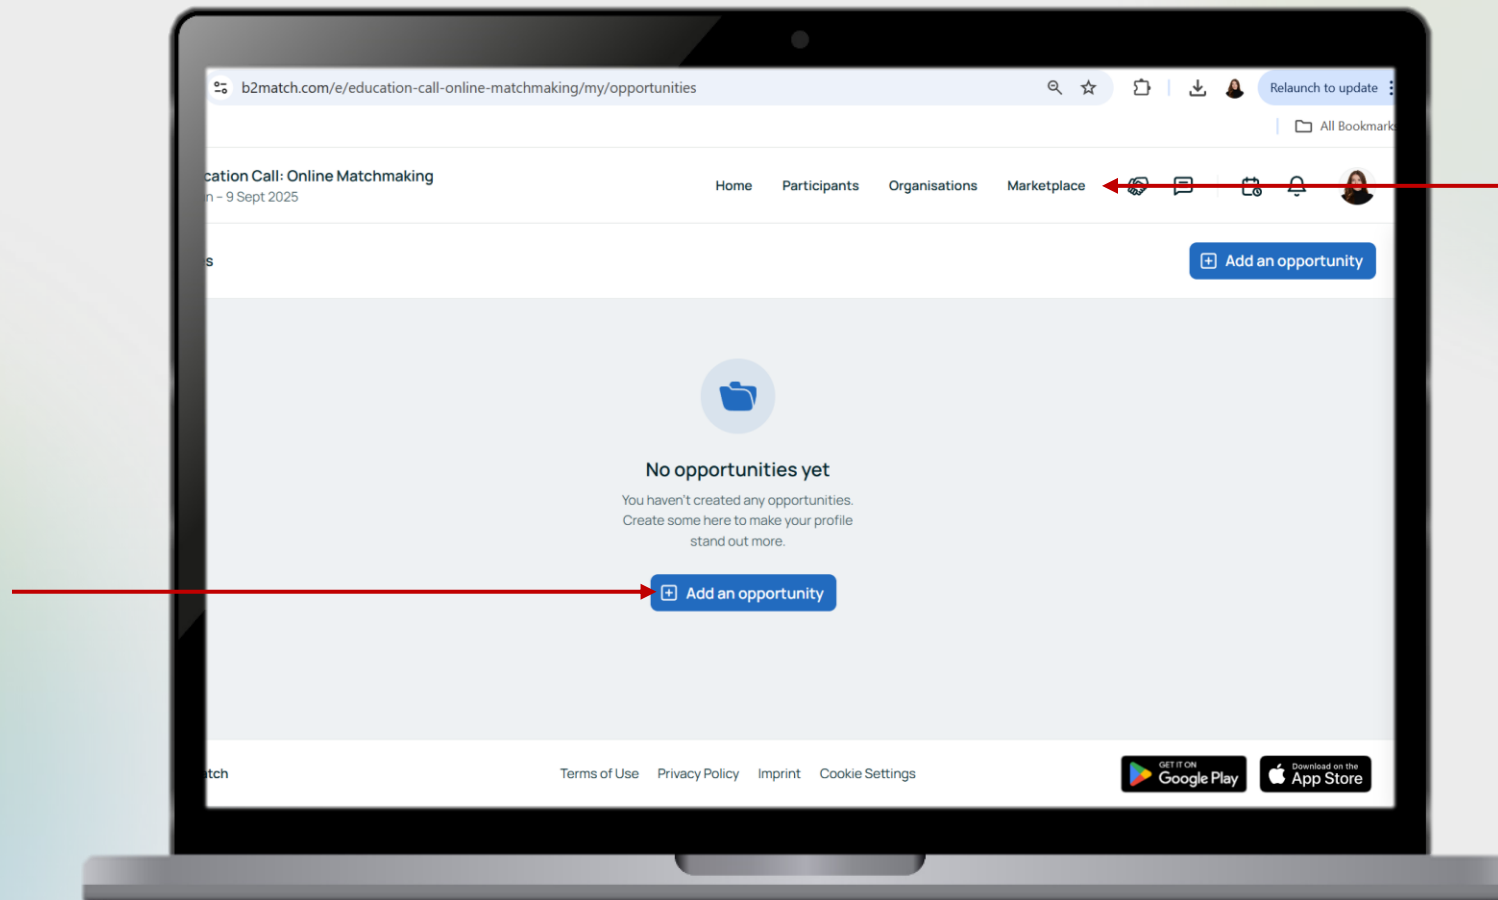 b2match.com/e/education-call-online-matchmaking/my/opportunities
Relaunch to update
All Bookmark
cation Call: Online Matchmaking
n – 9 Sept 2025
Home Participants Organisations Marketplace
s
Add an opportunity
No opportunities yet
You haven't created any opportunities.
Create some here to make your profile
stand out more.
Add an opportunity
tch
Terms of Use Privacy Policy Imprint Cookie Settings
GET IT ON
Google Play
Download on the
App Store